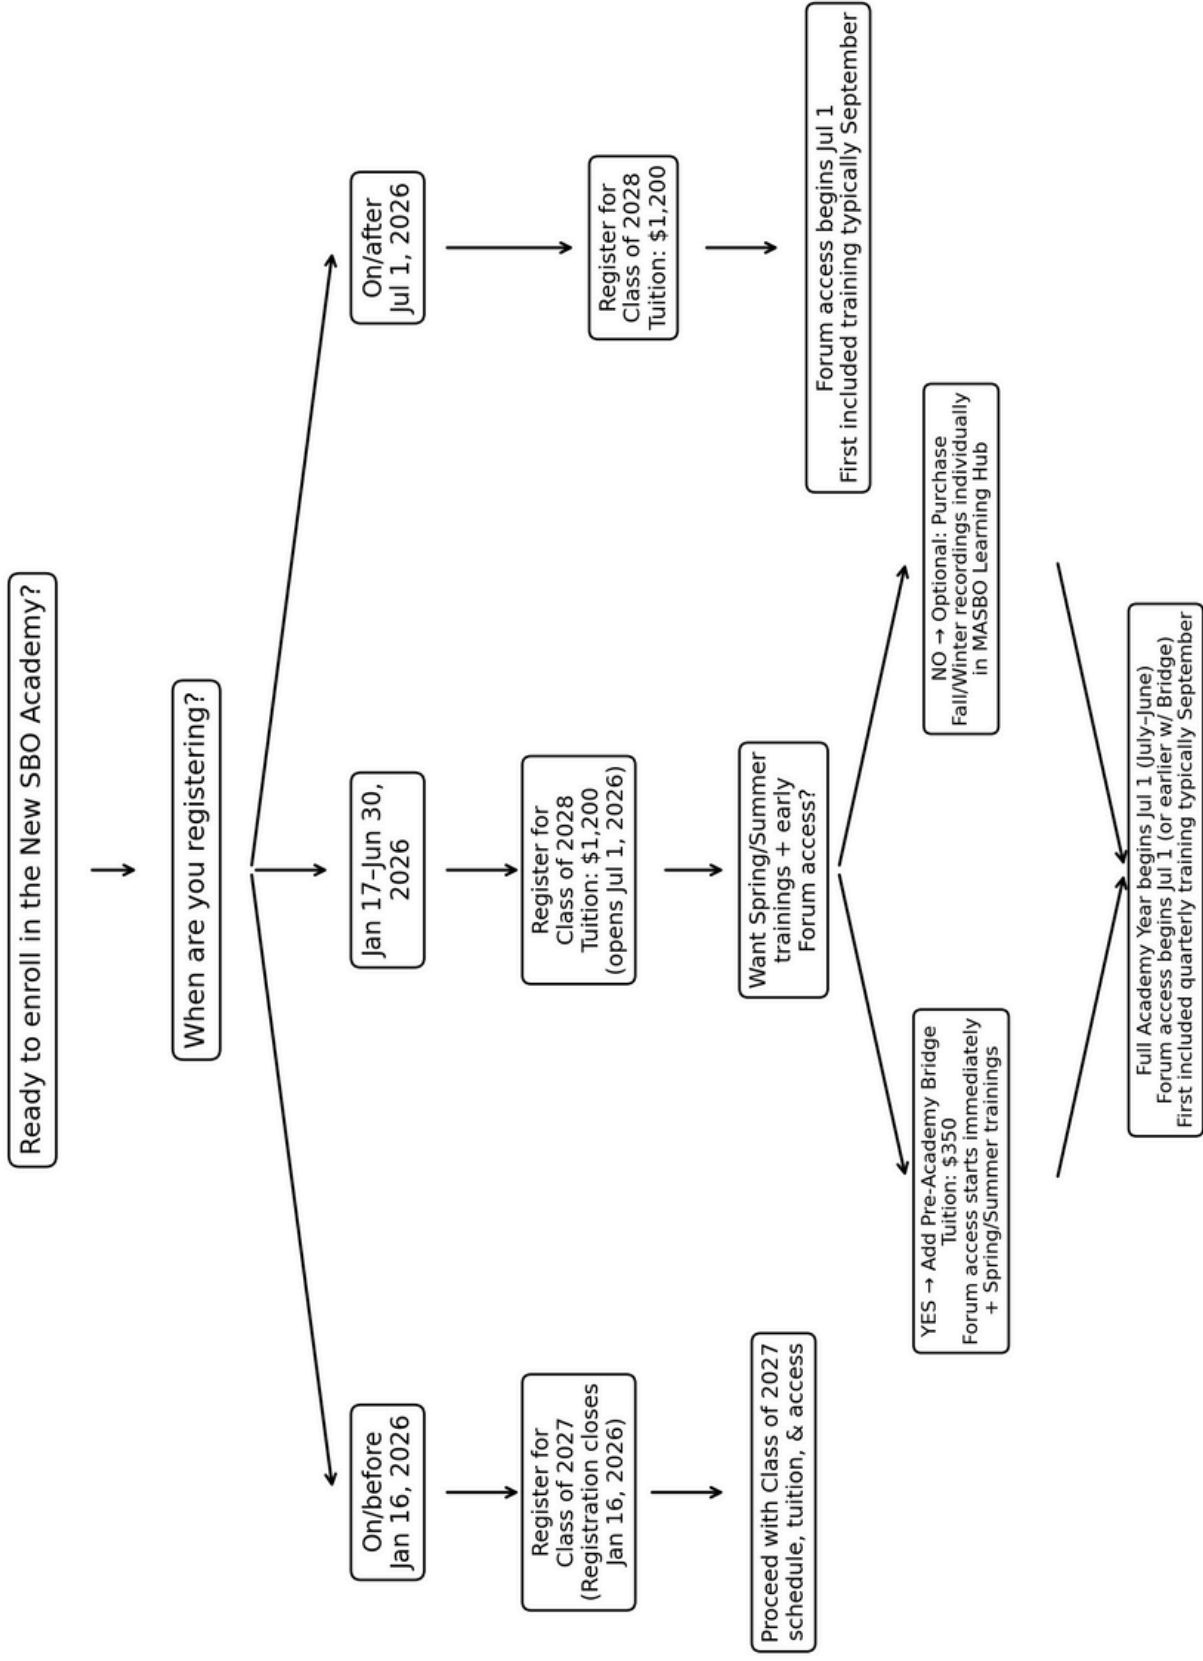 Ready to enroll in the New SBO Academy?
When are you registering?
On/before
Jan 16, 2026
Jan 17–Jun 30,
2026
On/after
Jul 1, 2026
Register for
Class of 2027
(Registration closes
Jan 16, 2026)
Register for
Class of 2028
Tuition: $1,200
(opens Jul 1, 2026)
Register for
Class of 2028
Tuition: $1,200
Proceed with Class of 2027
schedule, tuition, & access
Want Spring/Summer
trainings + early
Forum access?
Forum access begins Jul 1
First included training typically September
YES → Add Pre-Academy Bridge
Tuition: $350
Forum access starts immediately
+ Spring/Summer trainings
NO → Optional: Purchase
Fall/Winter recordings individually
in MASBO Learning Hub
Full Academy Year begins Jul 1 (July–June)
Forum access begins Jul 1 (or earlier w/ Bridge)
First included quarterly training typically September